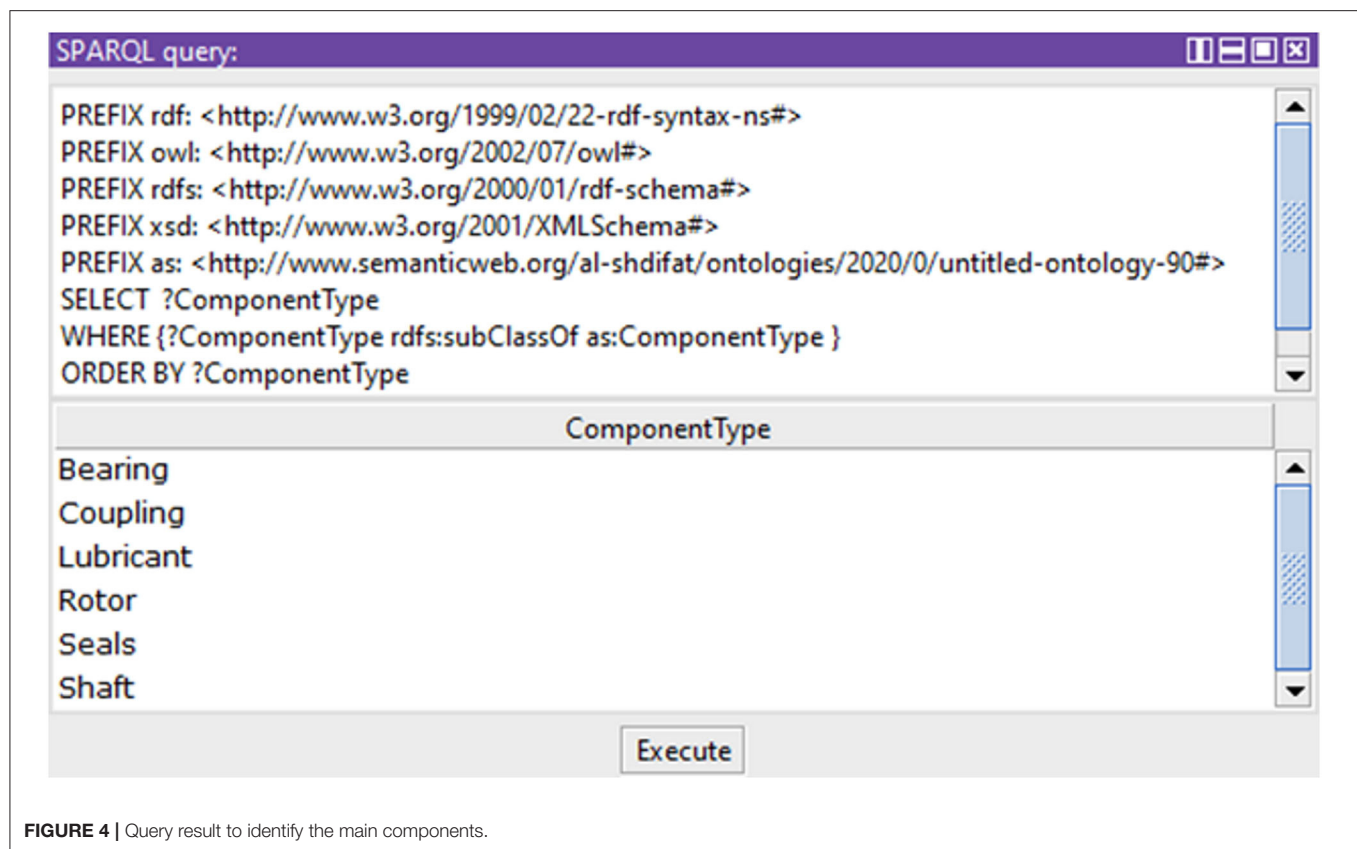 SPARQL query:
PREFIX rdf: <http://www.w3.org/1999/02/22-rdf-syntax-ns#>
PREFIX owl: <http://www.w3.org/2002/07/owl#>
PREFIX rdfs: <http://www.w3.org/2000/01/rdf-schema#>
PREFIX xsd: <http://www.w3.org/2001/XMLSchema#>
PREFIX as: <http://www.semanticweb.org/al-shdifat/ontologies/2020/0/untitled-ontology-90#>
SELECT ?ComponentType
WHERE {?ComponentType rdfs:subClassOf as:ComponentType }
ORDER BY ?ComponentType
ComponentType
Bearing
Coupling
Lubricant
Rotor
Seals
Shaft
Execute
FIGURE 4 | Query result to identify the main components.